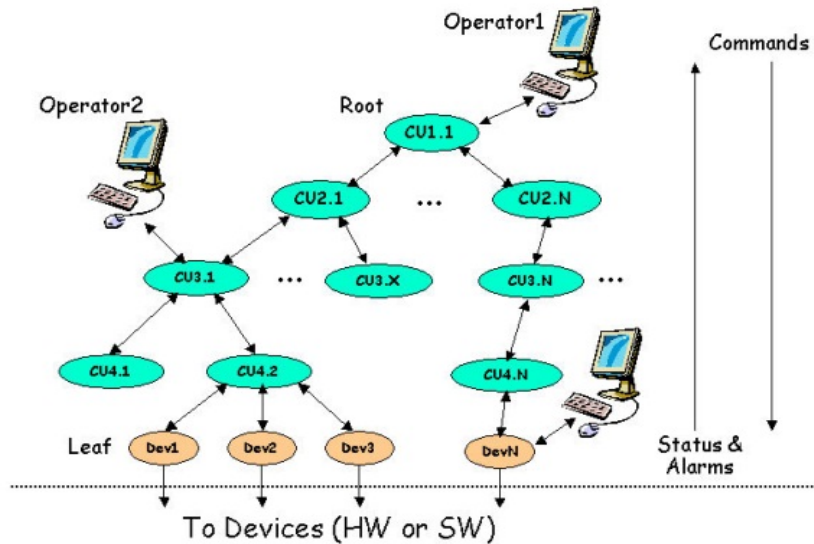 Operator1
Commands
Operator2
Root
CU1.1
CU2.1
...
CU2.N
CU3.1
...
CU3.X
CU3.N
...
CU4.1
CU4.2
CU4.N
Leaf
Dev1
Dev2
Dev3
DevN
Status &
Alarms
To Devices (HW or SW)